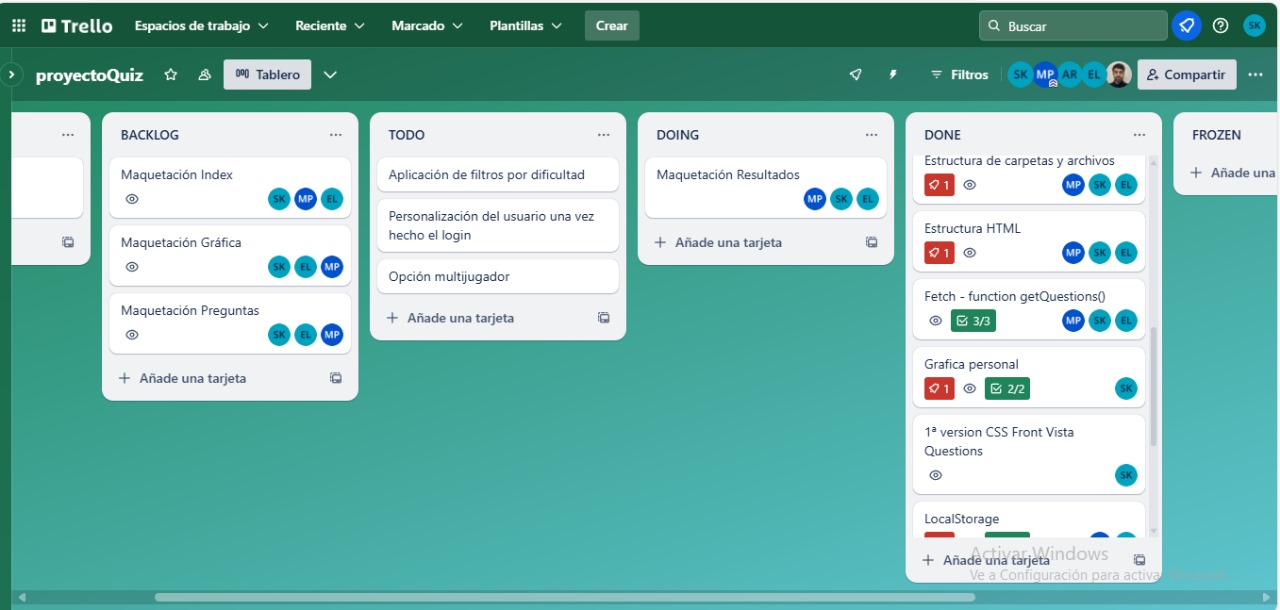 Trello
Espacios de trabajo
Reciente
Marcado
Plantillas
Crear
Buscar
SK
proyectoQuiz
Tablero
Filtros
SK MP AR EL
Compartir
BACKLOG
Maquetación Index
SK MP EL
Maquetación Gráfica
SK EL MP
Maquetación Preguntas
SK EL MP
+ Añade una tarjeta
TODO
Aplicación de filtros por dificultad
Personalización del usuario una vez
hecho el login
Opción multijugador
+ Añade una tarjeta
DOING
Maquetación Resultados
MP SK EL
+ Añade una tarjeta
DONE
Estructura de carpetas y archivos
1 MP SK EL
Estructura HTML
1 MP SK EL
Fetch - function getQuestions()
3/3 MP SK EL
Grafica personal
1 2/2 SK
1ª version CSS Front Vista
Questions
SK
LocalStorage
+ Añade una tarjeta
FROZEN
+ Añade una
Activar Windows
Ve a Configuración para activar